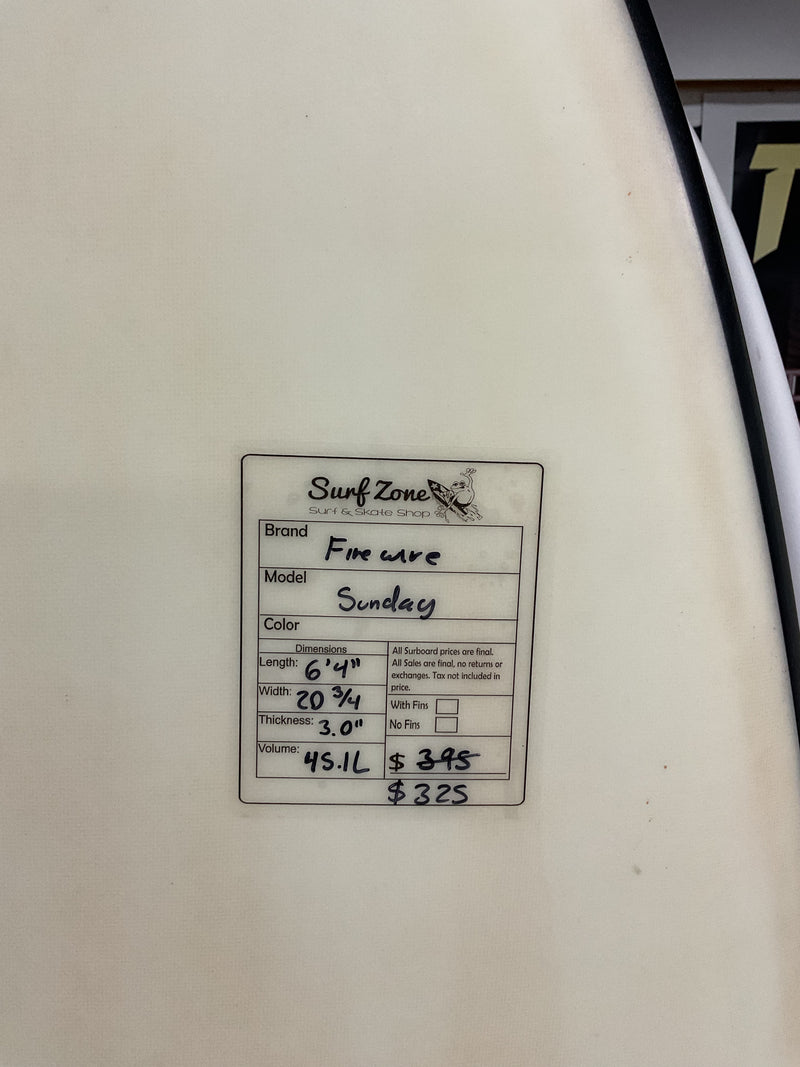 Surf Zone
Surf & Skate Shop
Brand
Firewire
Model
Sunday
Color
Dimensions
Length: 6'4"
Width: 20 3/4
Thickness: 3.0"
Volume: 45.1L
All Surboard prices are final.
All Sales are final, no returns or
exchanges. Tax not included in
price.
With Fins
No Fins
$ 395
$325
T